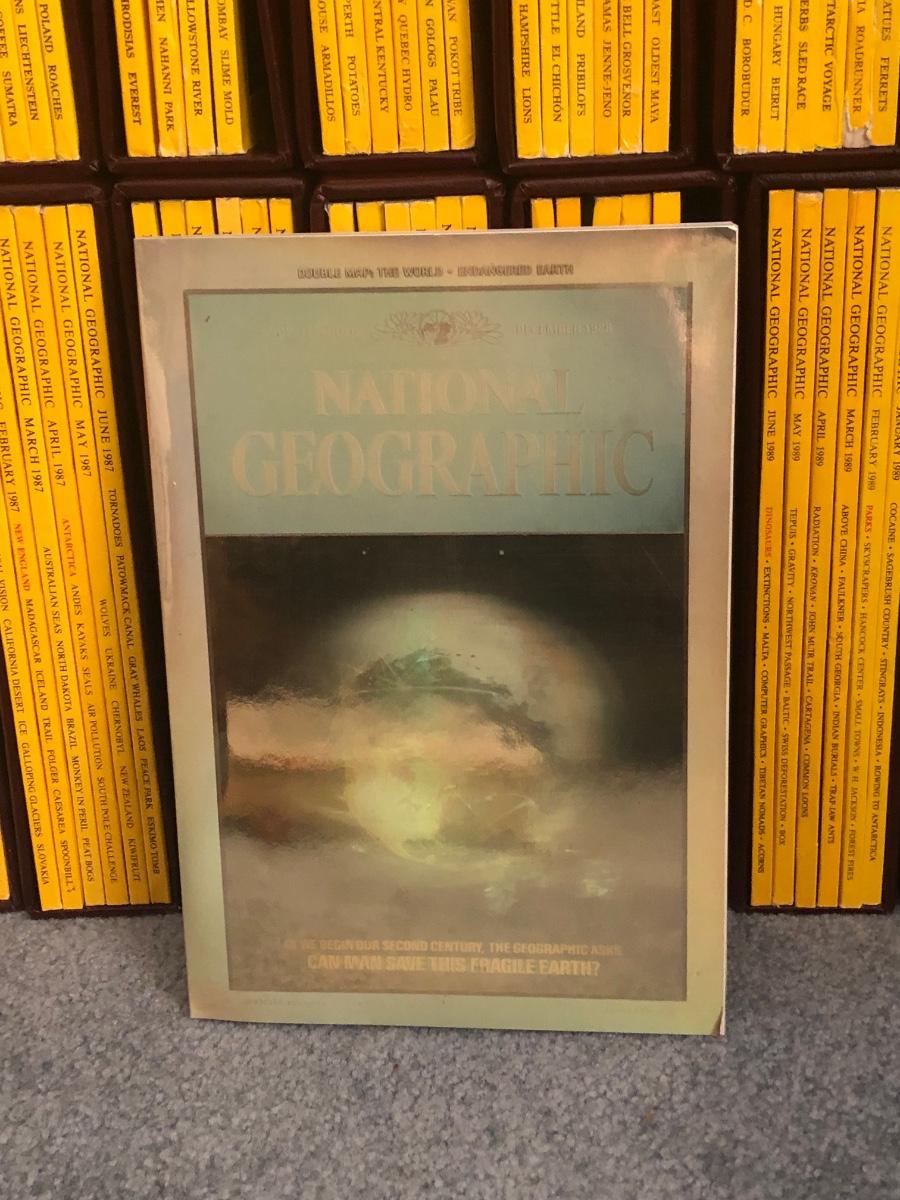 POLAND ROACHES
LIECHTENSTEIN
SUMATRA
EVEREST
NAHANNI PARK
YELLOWSTONE RIVER
SLIME MOLD
ARMADILLOS
PERTH POTATOES
KENTUCKY
QUEBEC HYDRO
GOLOGS PALAU
POKOT TRIBE
HAMPSHIRE LIONS
EL CHICHÓN
PRIBILOFS
JENNE-JENO
BELL GROSVENOR
OLDEST MAYA
BOROBUDUR
HUNGARY BEIRUT
SLED RACE
VOYAGE
ROADRUNNER
FERRETS
FEBRUARY 1987 NEW ENGLAND MADAGASCAR ICELAND TRAIL FOLGER CAESAREA SPOONBILLS
NATIONAL GEOGRAPHIC MARCH 1987 AUSTRALIAN SEAS NORTH DAKOTA BRAZIL MONKEY IN PERIL PEAT BOGS
NATIONAL GEOGRAPHIC APRIL 1987 ANTARCTICA ANDES KAYAKS SEALS AIR POLLUTION SOUTH POLE CHALLENGE
NATIONAL GEOGRAPHIC MAY 1987 WOLVES UKRAINE CHERNOBYL NEW ZEALAND KIWIFRUIT
NATIONAL GEOGRAPHIC JUNE 1987 TORNADOES PATOWMACK CANAL GRAY WHALES LAOS PEACE PARK ESKIMO TOMB
VISION CALIFORNIA DESERT ICE GALLOPING GLACIERS SLOVAKIA
DOUBLE MAP: THE WORLD • ENDANGERED EARTH
DECEMBER 1988
NATIONAL
GEOGRAPHIC
AS WE BEGIN OUR SECOND CENTURY, THE GEOGRAPHIC ASKS
CAN MAN SAVE THIS FRAGILE EARTH?
NATIONAL GEOGRAPHIC JUNE 1989 DINOSAURS • EXTINCTIONS • MALTA • COMPUTER GRAPHICS • TIBETAN NOMADS • ACORNS
NATIONAL GEOGRAPHIC MAY 1989 TEPUIS • GRAVITY • NORTHWEST PASSAGE • BALTIC • SWISS DEFORESTATION • BOX
NATIONAL GEOGRAPHIC APRIL 1989 RADIATION • KRONAN • JOHN MUIR TRAIL • CARTAGENA • COMMON LOONS
NATIONAL GEOGRAPHIC MARCH 1989 ABOVE CHINA • FAULKNER • SOUTH GEORGIA • INDIAN BURIALS • TRAP-JAW ANTS
NATIONAL GEOGRAPHIC FEBRUARY 1989 PARKS • SKYSCRAPERS • HANCOCK CENTER • SMALL TOWNS • W. H. JACKSON • FOREST FIRES
JANUARY 1989 COCAINE • SAGEBRUSH COUNTRY • STINGRAYS • INDONESIA • ROWING TO ANTARCTICA